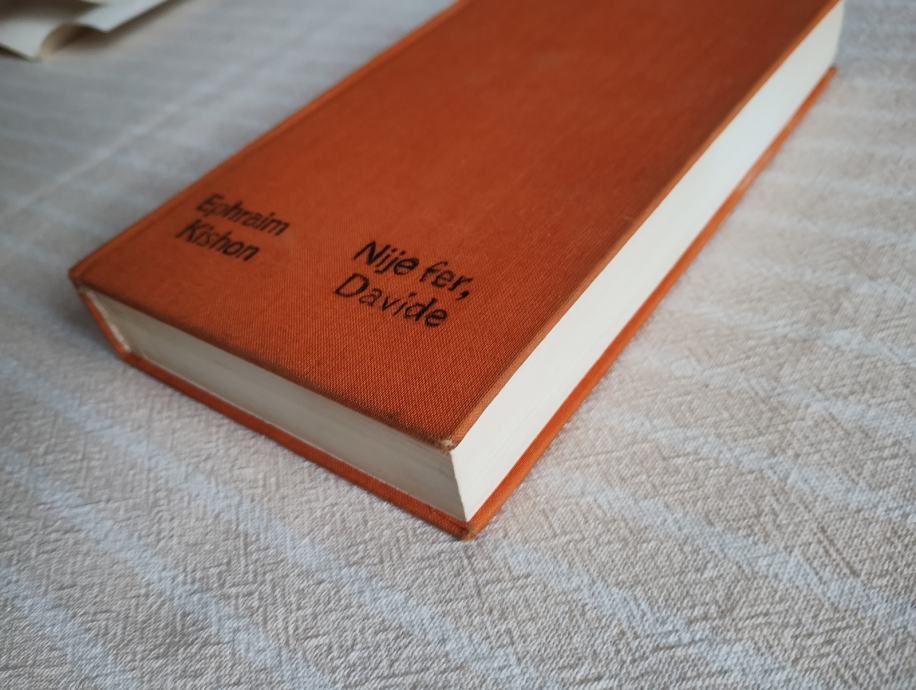 Ephraim
Kishon
Nije fer,
Davide